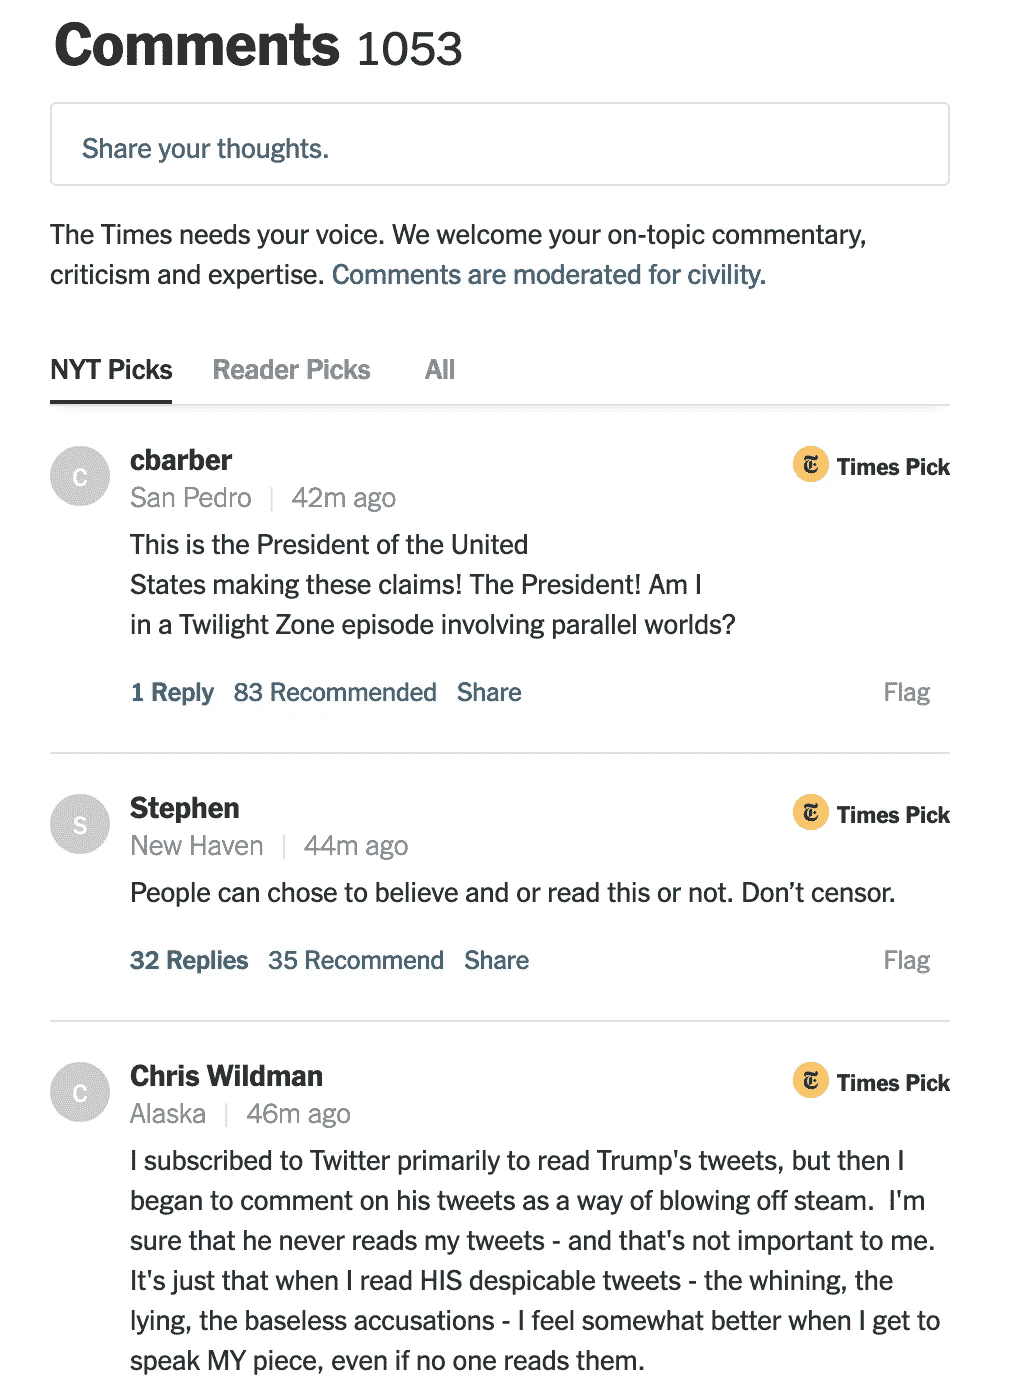 Comments 1053
Share your thoughts.
The Times needs your voice. We welcome your on-topic commentary,
criticism and expertise. Comments are moderated for civility.
NYT Picks Reader Picks All
C
cbarber
T Times Pick
San Pedro | 42m ago
This is the President of the United
States making these claims! The President! Am I
in a Twilight Zone episode involving parallel worlds?
1 Reply 83 Recommended Share Flag
S
Stephen
T Times Pick
New Haven | 44m ago
People can chose to believe and or read this or not. Don’t censor.
32 Replies 35 Recommend Share Flag
C
Chris Wildman
T Times Pick
Alaska | 46m ago
I subscribed to Twitter primarily to read Trump's tweets, but then I
began to comment on his tweets as a way of blowing off steam.  I'm
sure that he never reads my tweets - and that's not important to me.
It's just that when I read HIS despicable tweets - the whining, the
lying, the baseless accusations - I feel somewhat better when I get to
speak MY piece, even if no one reads them.